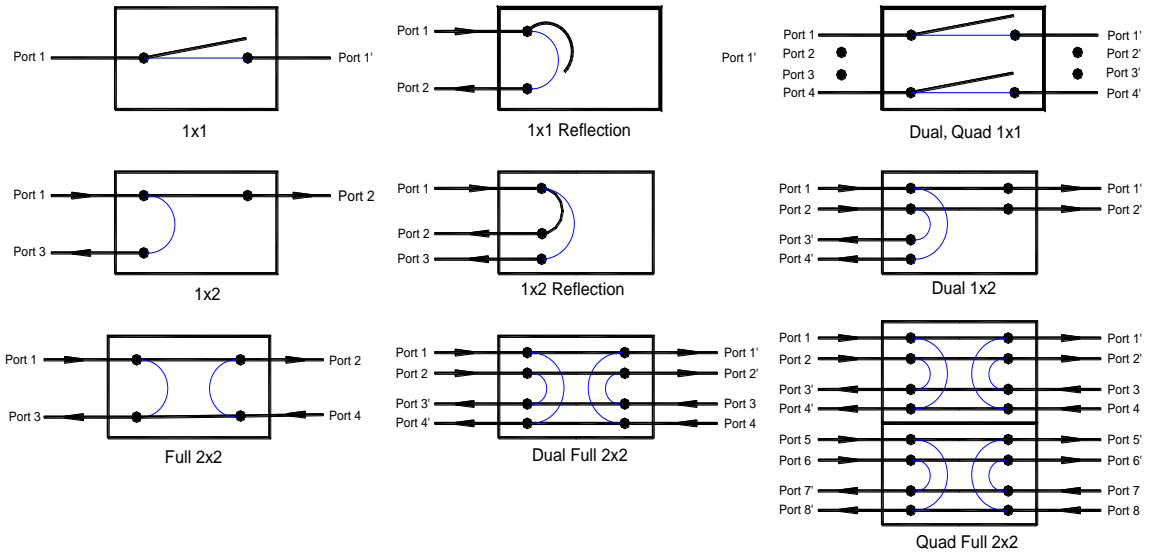 Port 1 Port 1'
1x1
Port 1
Port 2
1x1 Reflection
Port 1'
Port 1 Port 1'
Port 2 Port 2'
Port 3 Port 3'
Port 4 Port 4'
Dual, Quad 1x1
Port 1 Port 2
Port 3
1x2
Port 1
Port 2
Port 3
1x2 Reflection
Port 1 Port 1'
Port 2 Port 2'
Port 3'
Port 4'
Dual 1x2
Port 1 Port 2
Port 3 Port 4
Full 2x2
Port 1 Port 1'
Port 2 Port 2'
Port 3' Port 3
Port 4' Port 4
Dual Full 2x2
Port 1 Port 1'
Port 2 Port 2'
Port 3' Port 3
Port 4' Port 4
Port 5 Port 5'
Port 6 Port 6'
Port 7' Port 7
Port 8' Port 8
Quad Full 2x2